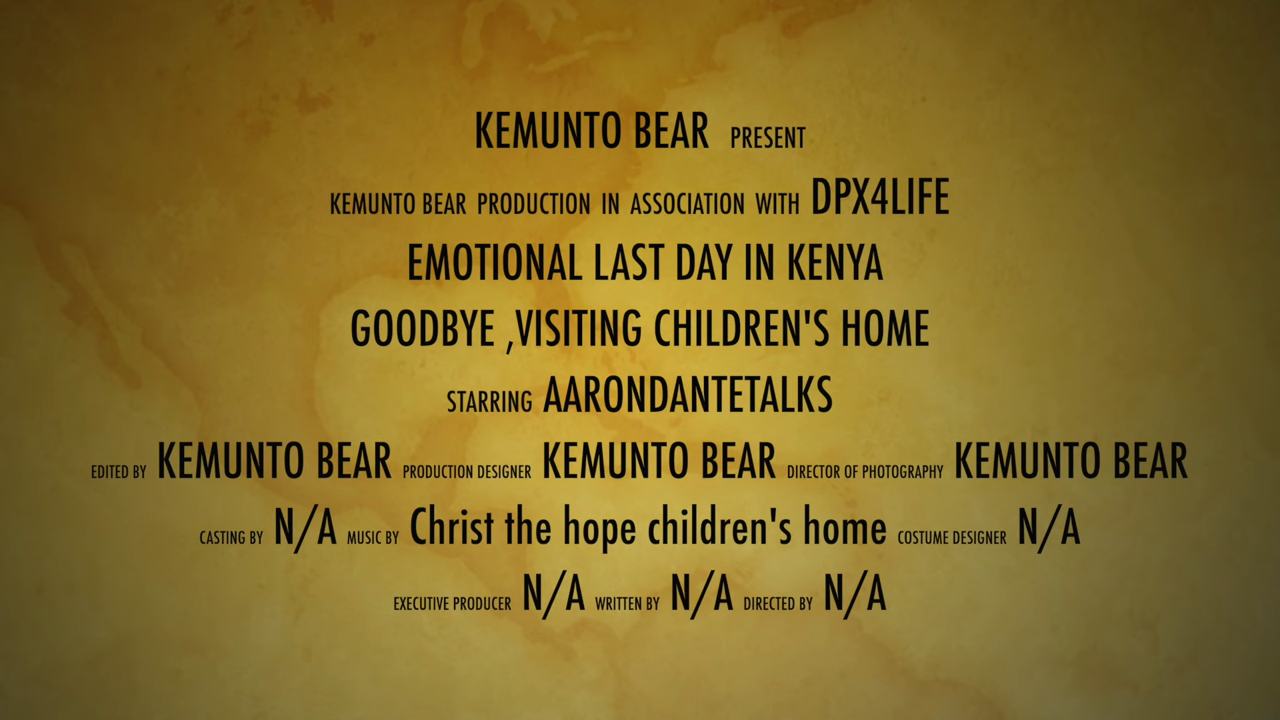 KEMUNTO BEAR PRESENT
KEMUNTO BEAR PRODUCTION IN ASSOCIATION WITH DPX4LIFE
EMOTIONAL LAST DAY IN KENYA
GOODBYE ,VISITING CHILDREN'S HOME
STARRING AARONDANTETALKS
EDITED BY KEMUNTO BEAR PRODUCTION DESIGNER KEMUNTO BEAR DIRECTOR OF PHOTOGRAPHY KEMUNTO BEAR
CASTING BY N/A MUSIC BY Christ the hope children's home COSTUME DESIGNER N/A
EXECUTIVE PRODUCER N/A WRITTEN BY N/A DIRECTED BY N/A